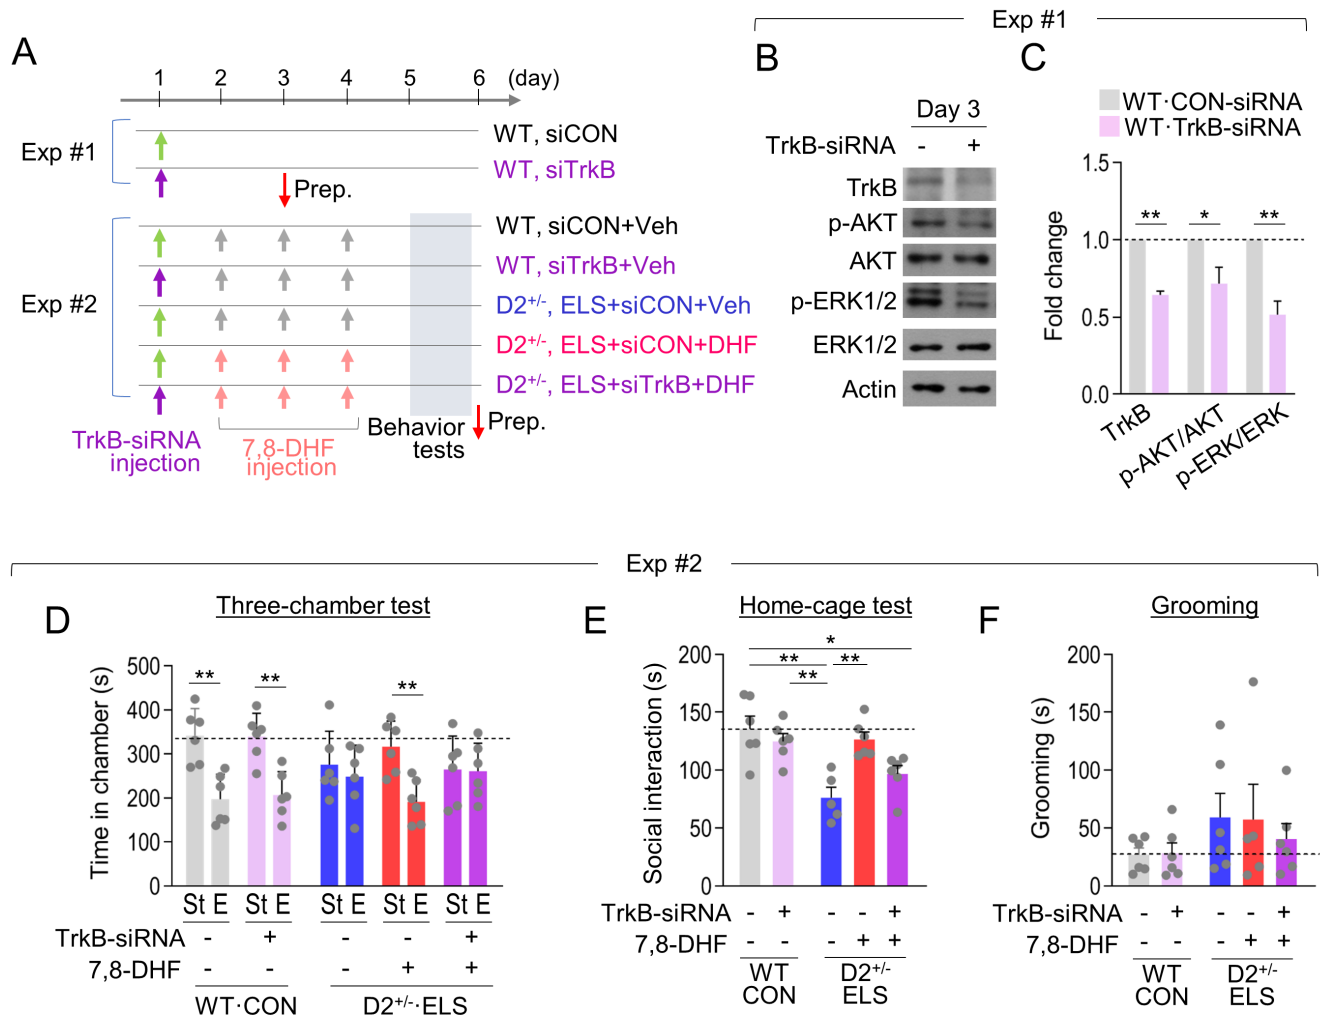 Exp #1
A
1 2 3 4 5 6 (day)
Exp #1
WT, siCON
WT, siTrkB
Prep.
Exp #2
WT, siCON+Veh
WT, siTrkB+Veh
D2+/-, ELS+siCON+Veh
D2+/-, ELS+siCON+DHF
D2+/-, ELS+siTrkB+DHF
TrkB-siRNA
injection
7,8-DHF
injection
Behavior
tests
Prep.
B
Day 3
TrkB-siRNA - +
TrkB
p-AKT
AKT
p-ERK1/2
ERK1/2
Actin
C
WT·CON-siRNA
WT·TrkB-siRNA
Fold change
1.5
1.0
0.5
0.0
** * **
TrkB
p-AKT/AKT
p-ERK/ERK
Exp #2
D
Three-chamber test
Time in chamber (s)
500
400
300
200
100
0
** ** **
St E St E St E St E St E
TrkB-siRNA - + - - +
7,8-DHF - - - + +
WT·CON D2+/-·ELS
E
Home-cage test
Social interaction (s)
200
150
100
50
0
*
** **
**
TrkB-siRNA - + - - +
7,8-DHF - - - + +
WT
CON
D2+/-
ELS
F
Grooming
Grooming (s)
200
150
100
50
0
TrkB-siRNA - + - - +
7,8-DHF - - - + +
WT
CON
D2+/-
ELS